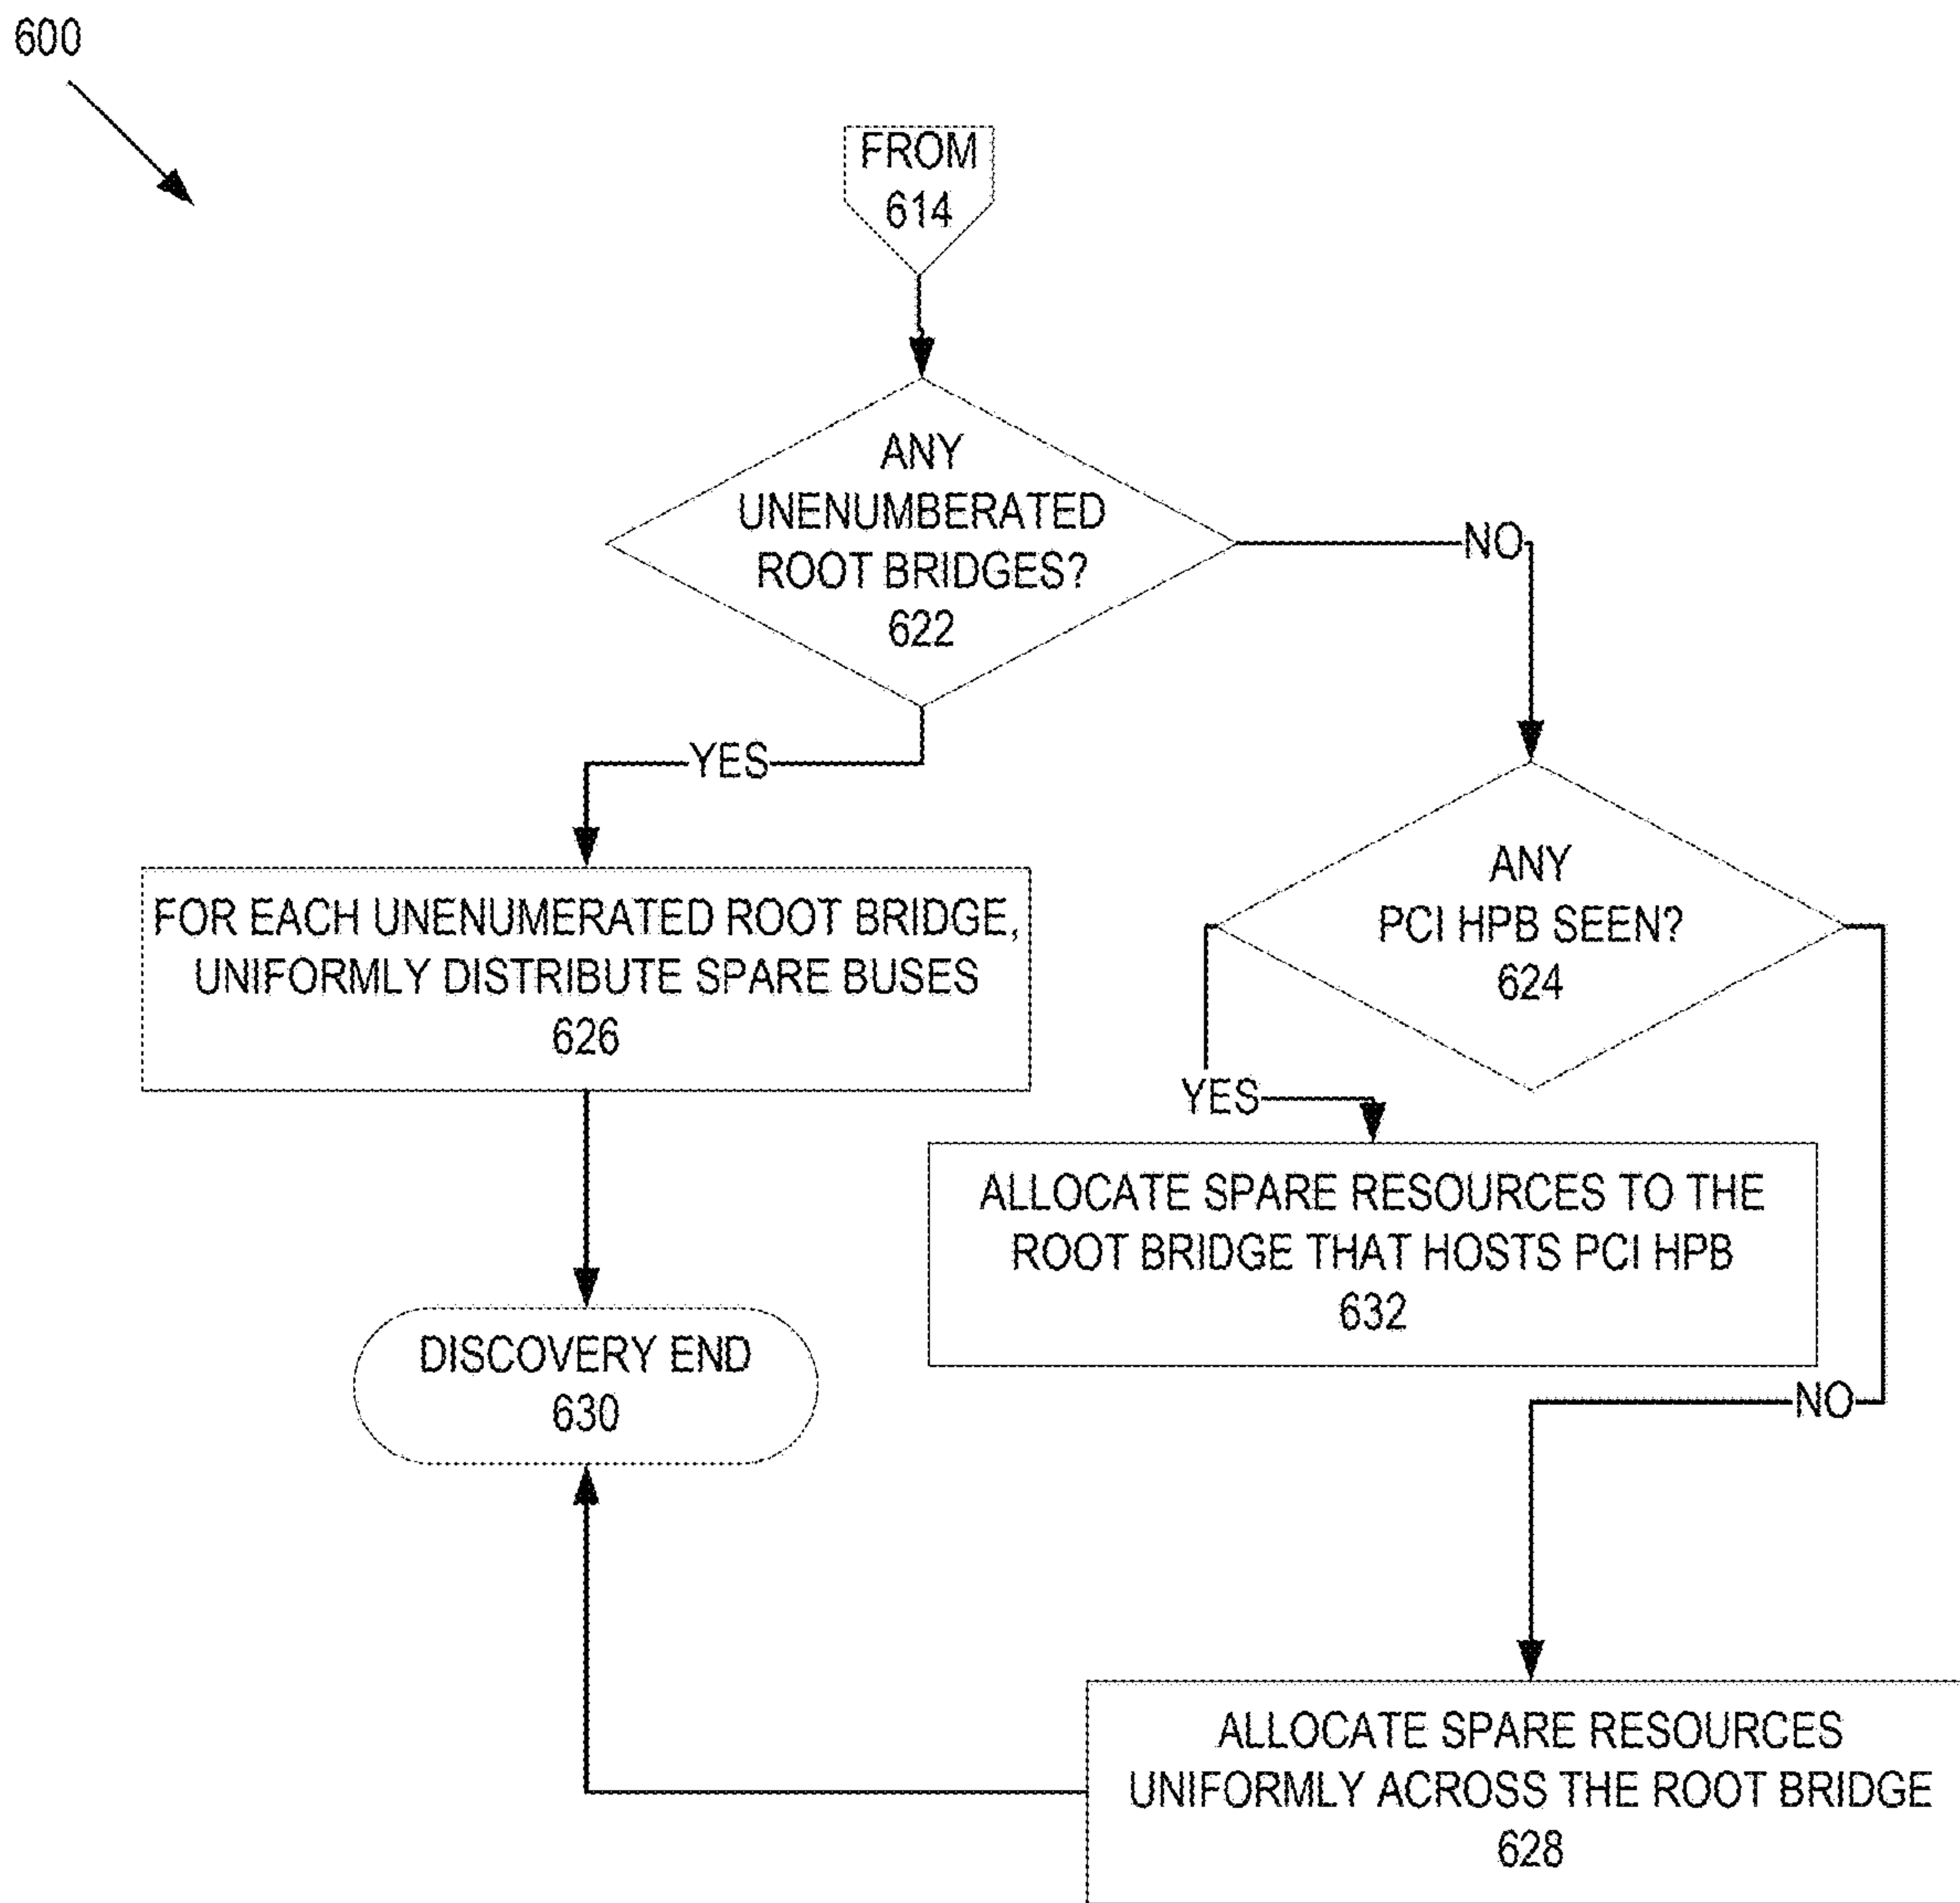 600
FROM
614
ANY
UNENUMBERATED
ROOT BRIDGES?
622
NO
YES
ANY
PCI HPB SEEN?
624
FOR EACH UNENUMERATED ROOT BRIDGE,
UNIFORMLY DISTRIBUTE SPARE BUSES
626
YES
ALLOCATE SPARE RESOURCES TO THE
ROOT BRIDGE THAT HOSTS PCI HPB
632
DISCOVERY END
630
NO
ALLOCATE SPARE RESOURCES
UNIFORMLY ACROSS THE ROOT BRIDGE
628